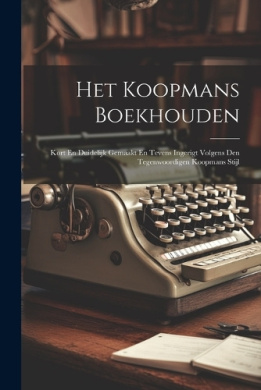 Het Koopmans
Boekhouden
Kort En Duidelijk Gemaakt En Tevens Ingerigt Volgens Den
Tegenwoordigen Koopmans Stijl